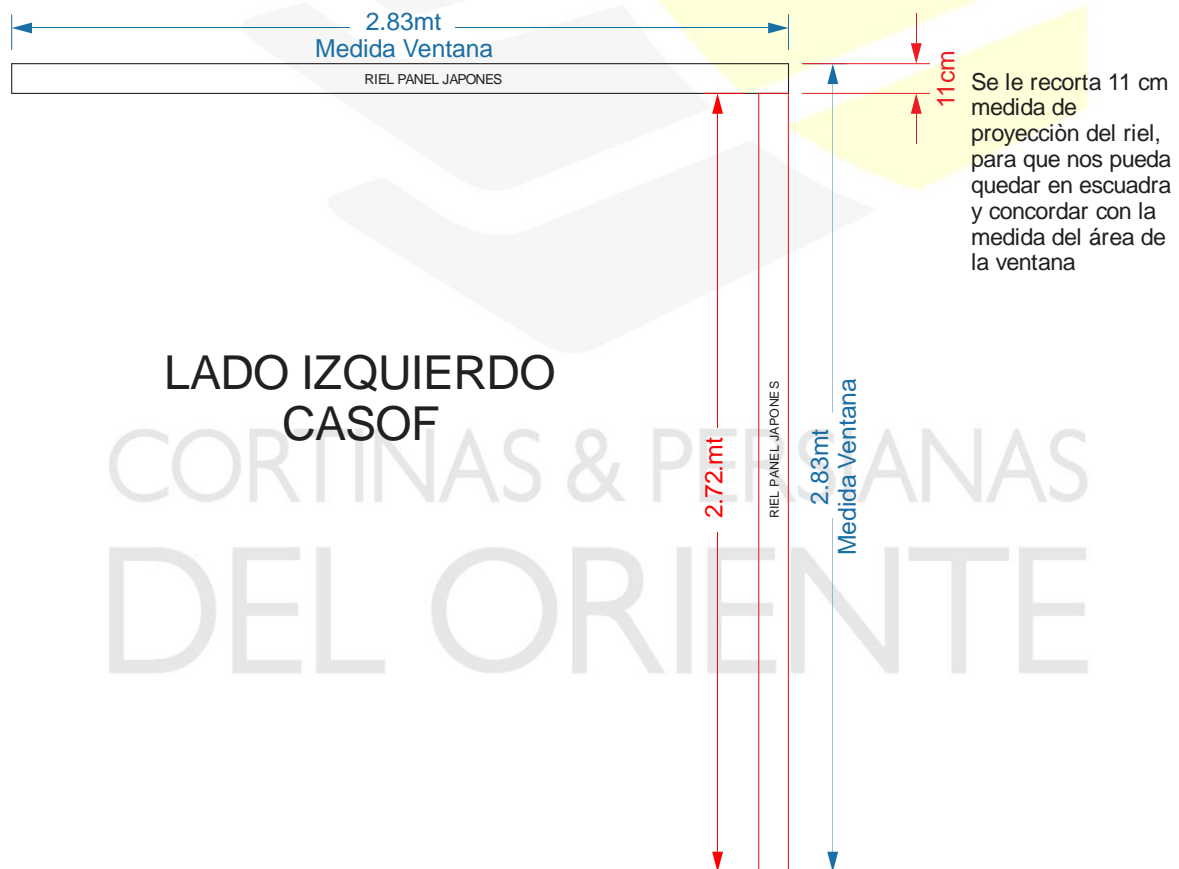 2.83mt
Medida Ventana
RIEL PANEL JAPONES
11cm
Se le recorta 11 cm
medida de
proyecciòn del riel,
para que nos pueda
quedar en escuadra
y concordar con la
medida del área de
la ventana
LADO IZQUIERDO
CASOF
2.72.mt
RIEL PANEL JAPONES
2.83mt
Medida Ventana
CORTINAS & PERSIANAS
DEL ORIENTE